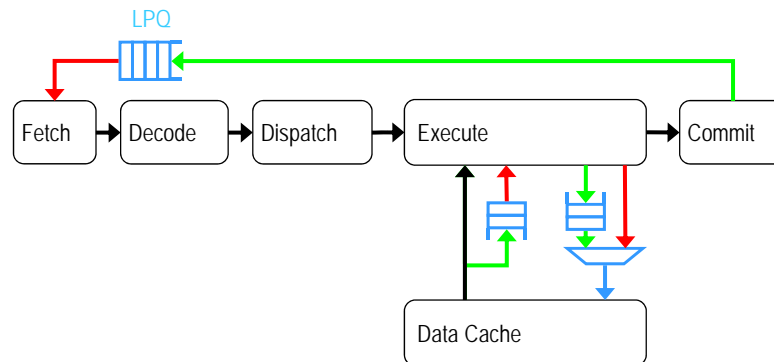 LPQ
Fetch
Decode
Dispatch
Execute
Commit
Data Cache